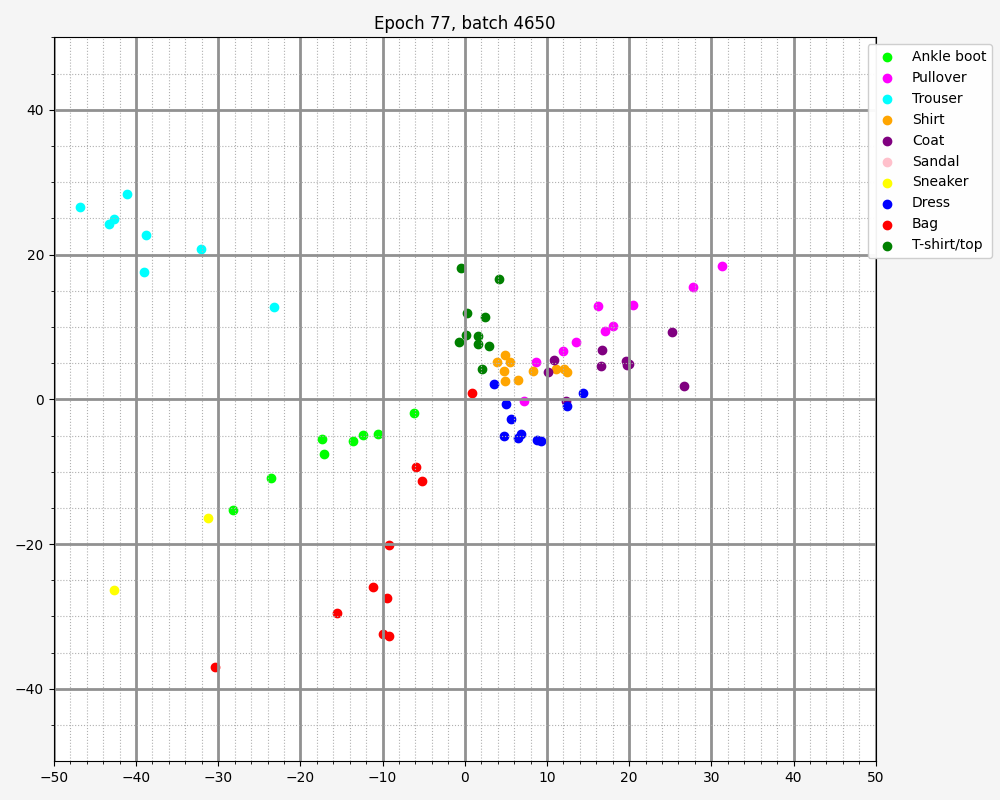 Epoch 77, batch 4650
Ankle boot
Pullover
Trouser
Shirt
Coat
Sandal
Sneaker
Dress
Bag
T-shirt/top
40
20
0
−20
−40
−50
−40
−30
−20
−10
0
10
20
30
40
50